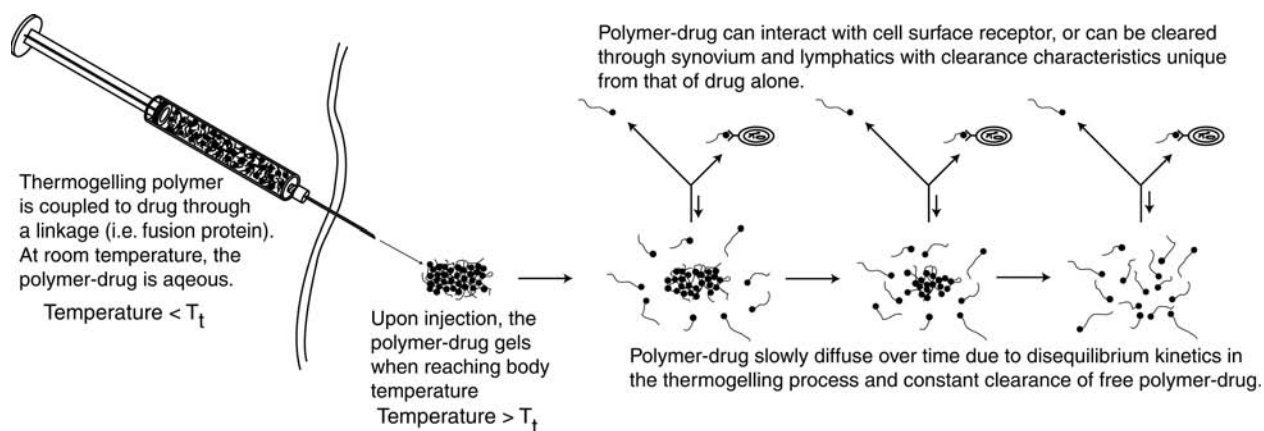 Polymer-drug can interact with cell surface receptor, or can be cleared
through synovium and lymphatics with clearance characteristics unique
from that of drug alone.
Thermogelling polymer
is coupled to drug through
a linkage (i.e. fusion protein).
At room temperature, the
polymer-drug is aqeous.
Temperature < Tt
Upon injection, the
polymer-drug gels
when reaching body
temperature
Temperature > Tt
Polymer-drug slowly diffuse over time due to disequilibrium kinetics in
the thermogelling process and constant clearance of free polymer-drug.